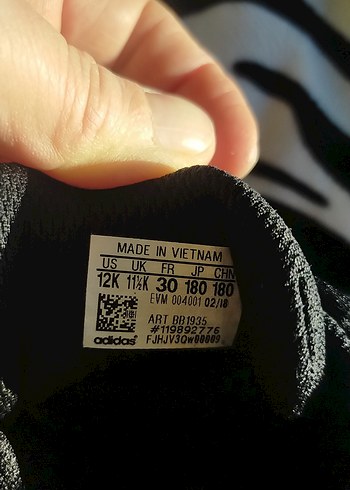 MADE IN VIETNAM
US UK FR JP CHN
12K 11½K 30 180 180
EVM 004001 02/18
ART BB1935
#119892776
adidas FJHJV3Qw00009